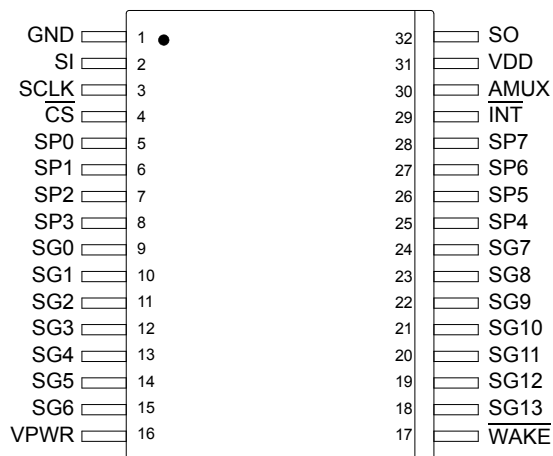 GND 1 32 SO
SI 2 31 VDD
SCLK 3 30 AMUX
C̅S̅ 4 29 I̅N̅T̅
SP0 5 28 SP7
SP1 6 27 SP6
SP2 7 26 SP5
SP3 8 25 SP4
SG0 9 24 SG7
SG1 10 23 SG8
SG2 11 22 SG9
SG3 12 21 SG10
SG4 13 20 SG11
SG5 14 19 SG12
SG6 15 18 SG13
VPWR 16 17 W̅A̅K̅E̅